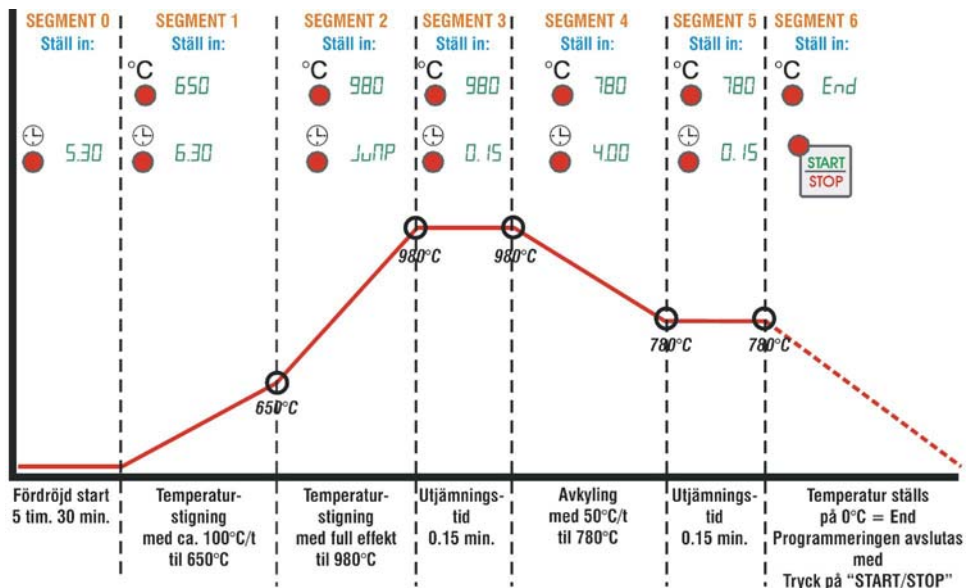 SEGMENT 0
Ställ in:
5.30
SEGMENT 1
Ställ in:
°C
650
6.30
SEGMENT 2
Ställ in:
°C
980
JuMP
SEGMENT 3
Ställ in:
°C
980
0.15
SEGMENT 4
Ställ in:
°C
780
4.00
SEGMENT 5
Ställ in:
°C
780
0.15
SEGMENT 6
Ställ in:
°C
End
START
STOP
650°C
980°C
980°C
780°C
780°C
Fördröjd start
5 tim. 30 min.
Temperatur-
stigning
med ca. 100°C/t
til 650°C
Temperatur-
stigning
med full effekt
til 980°C
Utjämnings-
tid
0.15 min.
Avkyling
med 50°C/t
til 780°C
Utjämnings-
tid
0.15 min.
Temperatur ställs
på 0°C = End
Programmeringen avslutas
med
Tryck på “START/STOP”